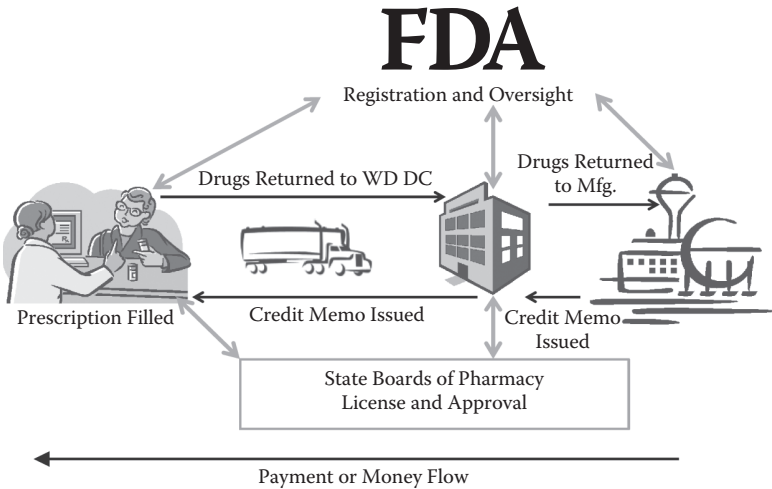 FDA
Registration and Oversight
Drugs Returned to WD DC
Drugs Returned
to Mfg.
Prescription Filled
Credit Memo Issued
Credit Memo
Issued
State Boards of Pharmacy
License and Approval
Payment or Money Flow